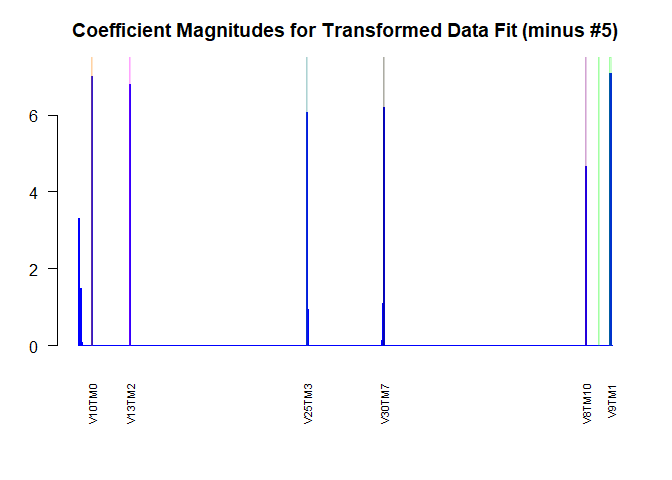 Coefficient Magnitudes for Transformed Data Fit (minus #5)
6
4
2
0
V10TM0
V13TM2
V25TM3
V30TM7
V8TM10
V9TM1